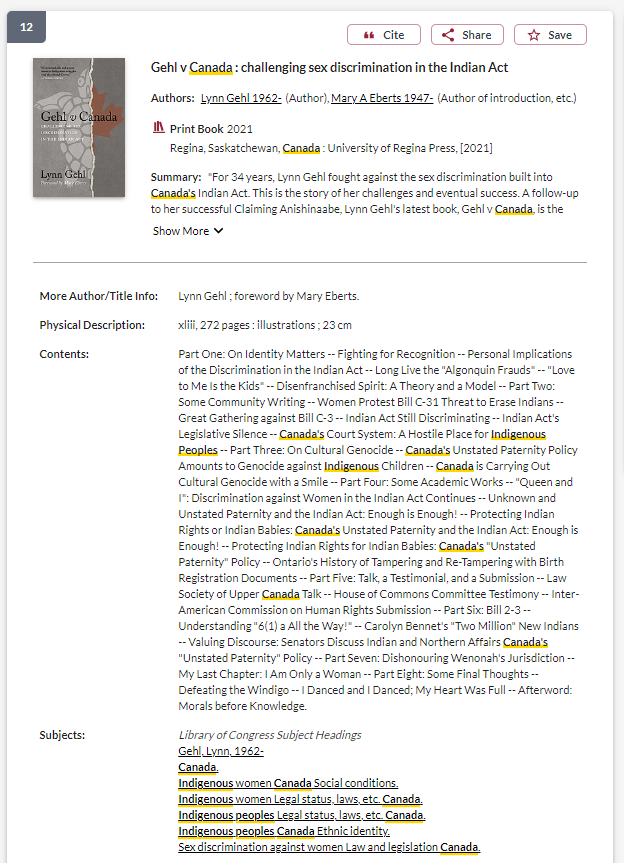 12
Cite
Share
Save
Gehl v Canada : challenging sex discrimination in the Indian Act
Authors: Lynn Gehl 1962- (Author), Mary A Eberts 1947- (Author of introduction, etc.)
Gehl v Canada
Lynn Gehl
Print Book 2021
Regina, Saskatchewan, Canada : University of Regina Press, [2021]
Summary: "For 34 years, Lynn Gehl fought against the sex discrimination built into
Canada's Indian Act. This is the story of her challenges and eventual success. A follow-up
to her successful Claiming Anishinaabe, Lynn Gehl's latest book, Gehl v Canada, is the
Show More
More Author/Title Info: Lynn Gehl ; foreword by Mary Eberts.
Physical Description: xliii, 272 pages : illustrations ; 23 cm
Contents: Part One: On Identity Matters -- Fighting for Recognition -- Personal Implications
of the Discrimination in the Indian Act -- Long Live the "Algonquin Frauds" -- "Love
to Me Is the Kids" -- Disenfranchised Spirit: A Theory and a Model -- Part Two:
Some Community Writing -- Women Protest Bill C-31 Threat to Erase Indians --
Great Gathering against Bill C-3 -- Indian Act Still Discriminating -- Indian Act's
Legislative Silence -- Canada's Court System: A Hostile Place for Indigenous
Peoples -- Part Three: On Cultural Genocide -- Canada's Unstated Paternity Policy
Amounts to Genocide against Indigenous Children -- Canada is Carrying Out
Cultural Genocide with a Smile -- Part Four: Some Academic Works -- "Queen and
I": Discrimination against Women in the Indian Act Continues -- Unknown and
Unstated Paternity and the Indian Act: Enough is Enough! -- Protecting Indian
Rights or Indian Babies: Canada's Unstated Paternity and the Indian Act: Enough is
Enough! -- Protecting Indian Rights for Indian Babies: Canada's "Unstated
Paternity" Policy -- Ontario's History of Tampering and Re-Tampering with Birth
Registration Documents -- Part Five: Talk, a Testimonial, and a Submission -- Law
Society of Upper Canada Talk -- House of Commons Committee Testimony -- Inter-
American Commission on Human Rights Submission -- Part Six: Bill 2-3 --
Understanding "6(1) a All the Way!" -- Carolyn Bennet's "Two Million" New Indians
-- Valuing Discourse: Senators Discuss Indian and Northern Affairs Canada's
"Unstated Paternity" Policy -- Part Seven: Dishonouring Wenonah's Jurisdiction --
My Last Chapter: I Am Only a Woman -- Part Eight: Some Final Thoughts --
Defeating the Windigo -- I Danced and I Danced; My Heart Was Full -- Afterword:
Morals before Knowledge.
Subjects: Library of Congress Subject Headings
Gehl, Lynn, 1962-
Canada.
Indigenous women Canada Social conditions.
Indigenous women Legal status, laws, etc. Canada.
Indigenous peoples Legal status, laws, etc. Canada.
Indigenous peoples Canada Ethnic identity.
Sex discrimination against women Law and legislation Canada.